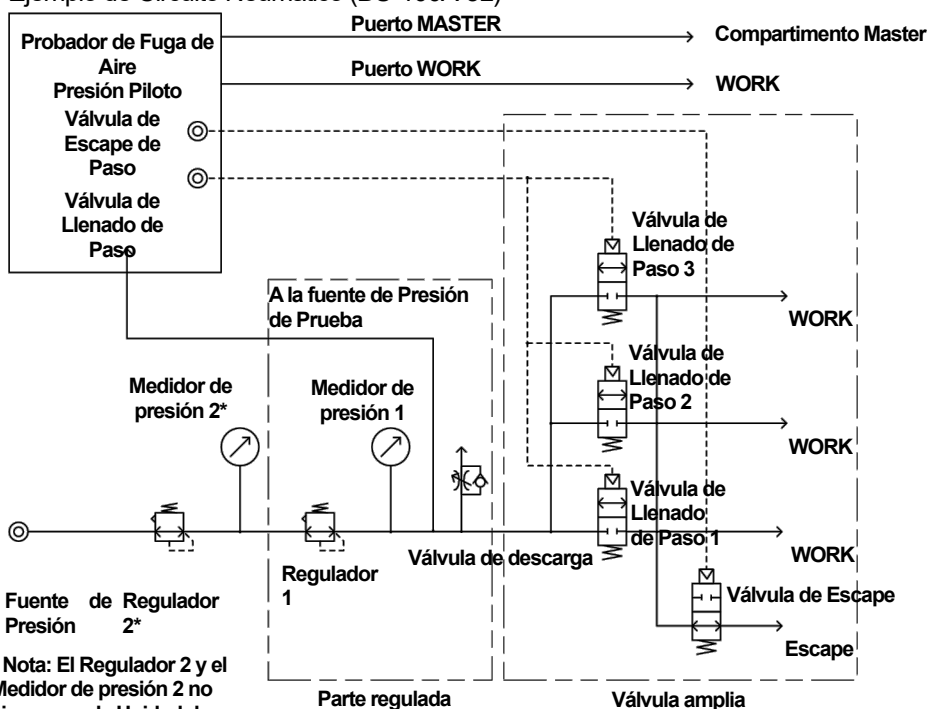 Probador de Fuga de
Aire
Presión Piloto
Válvula de
Escape de
Paso
Válvula de
Llenado de
Paso
Puerto MASTER
Compartimento Master
Puerto WORK
WORK
Válvula de
Llenado de
Paso 3
WORK
A la fuente de Presión
de Prueba
Válvula de
Llenado de
Paso 2
WORK
Medidor de
presión 2*
Medidor de
presión 1
Válvula de
Llenado
de Paso 1
WORK
Válvula de descarga
Regulador
1
Válvula de Escape
Escape
Fuente de Regulador
Presión 2*
Nota: El Regulador 2 y el
Medidor de presión 2 no
Parte regulada
Válvula amplia